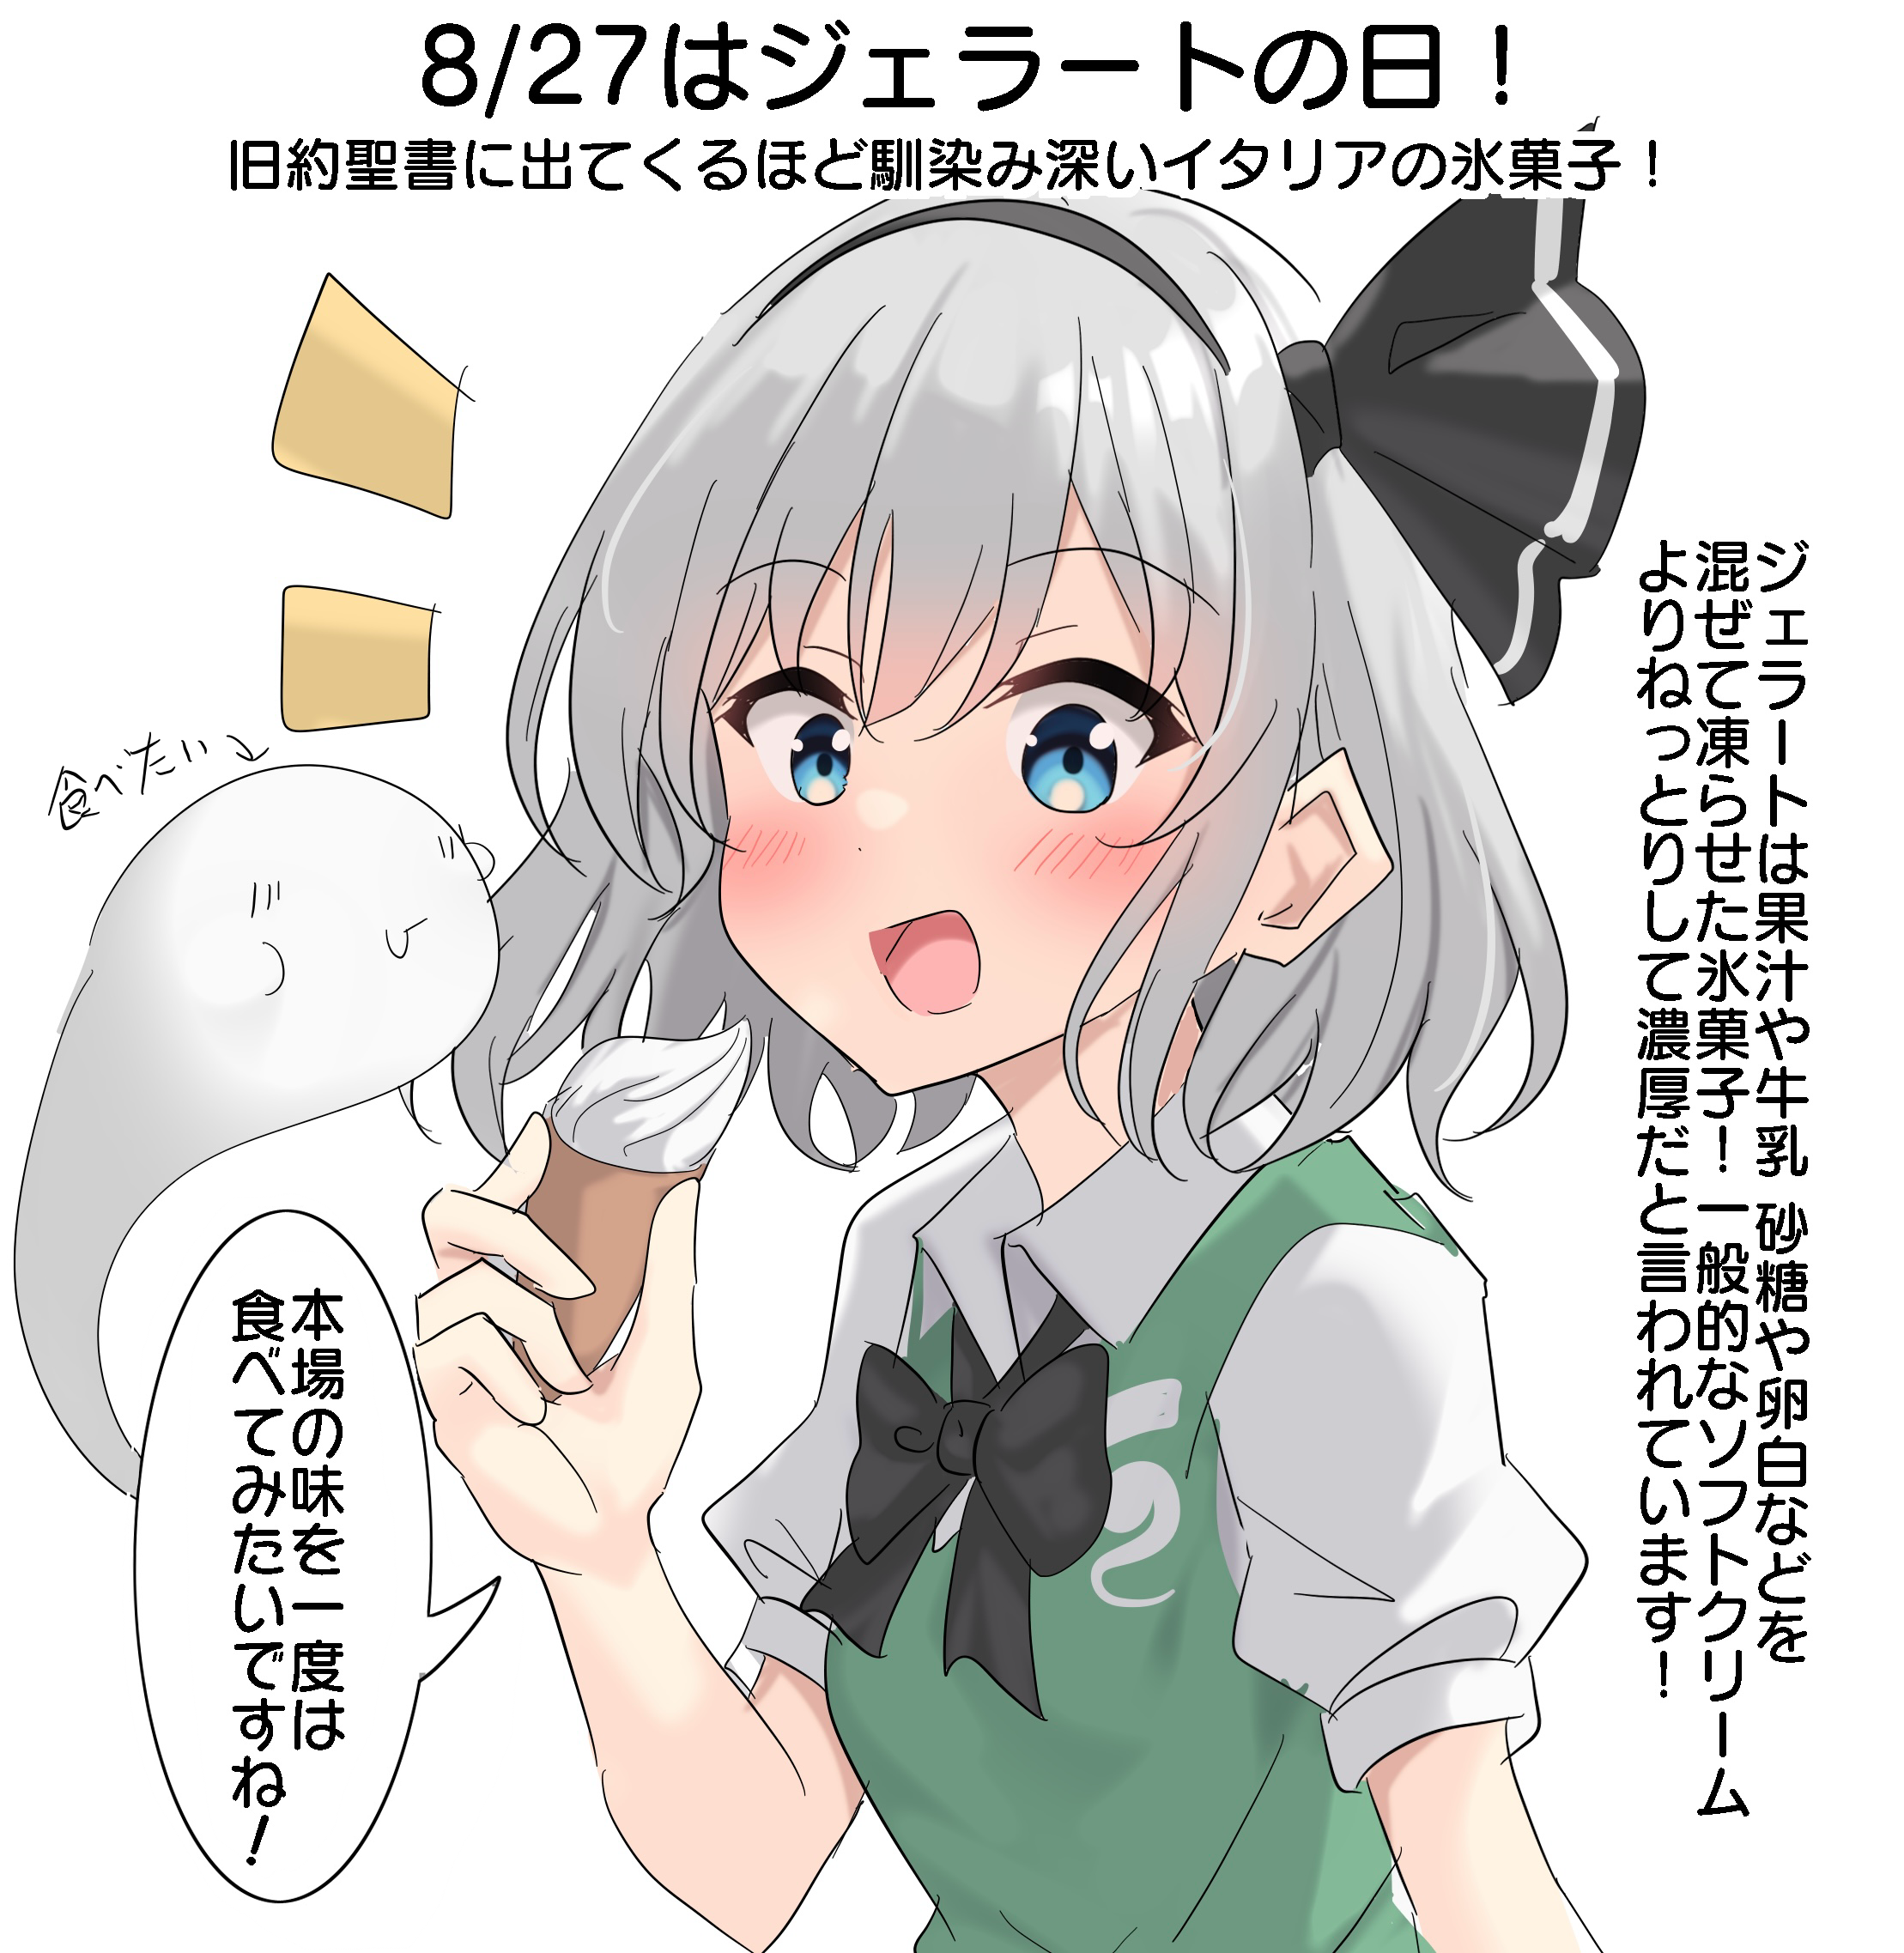 8/27はジェラートの日！
旧約聖書に出てくるほど馴染み深いイタリアの氷菓子！
ジェラートは果汁や牛乳 砂糖や卵白などを
混ぜて凍らせた氷菓子！一般的なソフトクリーム
よりねっとりして濃厚だと言われています！
食べたい
本場の味を一度は
食べてみたいですね！